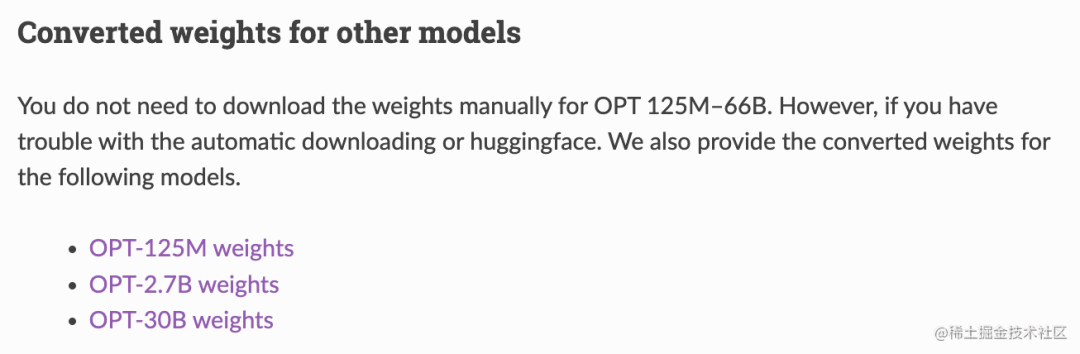 Converted weights for other models
You do not need to download the weights manually for OPT 125M–66B. However, if you have
trouble with the automatic downloading or huggingface. We also provide the converted weights for
the following models.
• OPT-125M weights
• OPT-2.7B weights
• OPT-30B weights
@稀土掘金技术社区